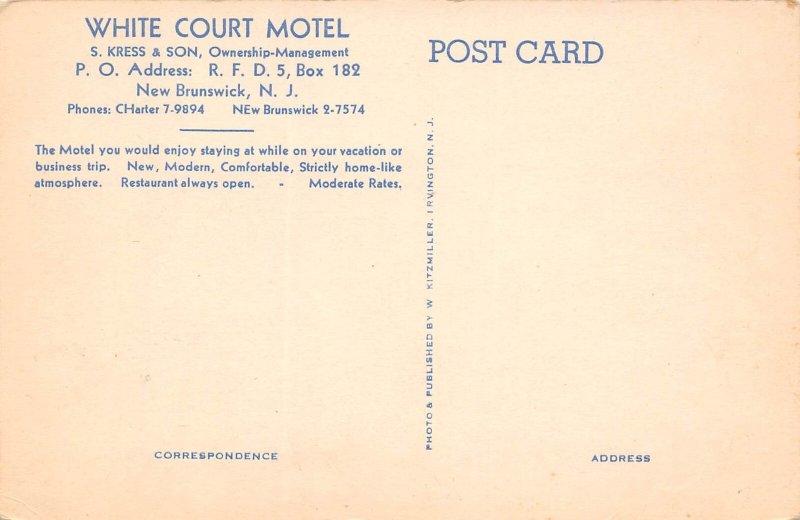 WHITE COURT MOTEL
S. KRESS & SON, Ownership-Management
P. O. Address: R. F. D. 5, Box 182
New Brunswick, N. J.
Phones: CHarter 7-9894 NEw Brunswick 2-7574
The Motel you would enjoy staying at while on your vacation or
business trip. New, Modern, Comfortable, Strictly home-like
atmosphere. Restaurant always open. - Moderate Rates.
CORRESPONDENCE
PHOTO & PUBLISHED BY W KITZMILLER, IRVINGTON, N. J.
POST CARD
ADDRESS